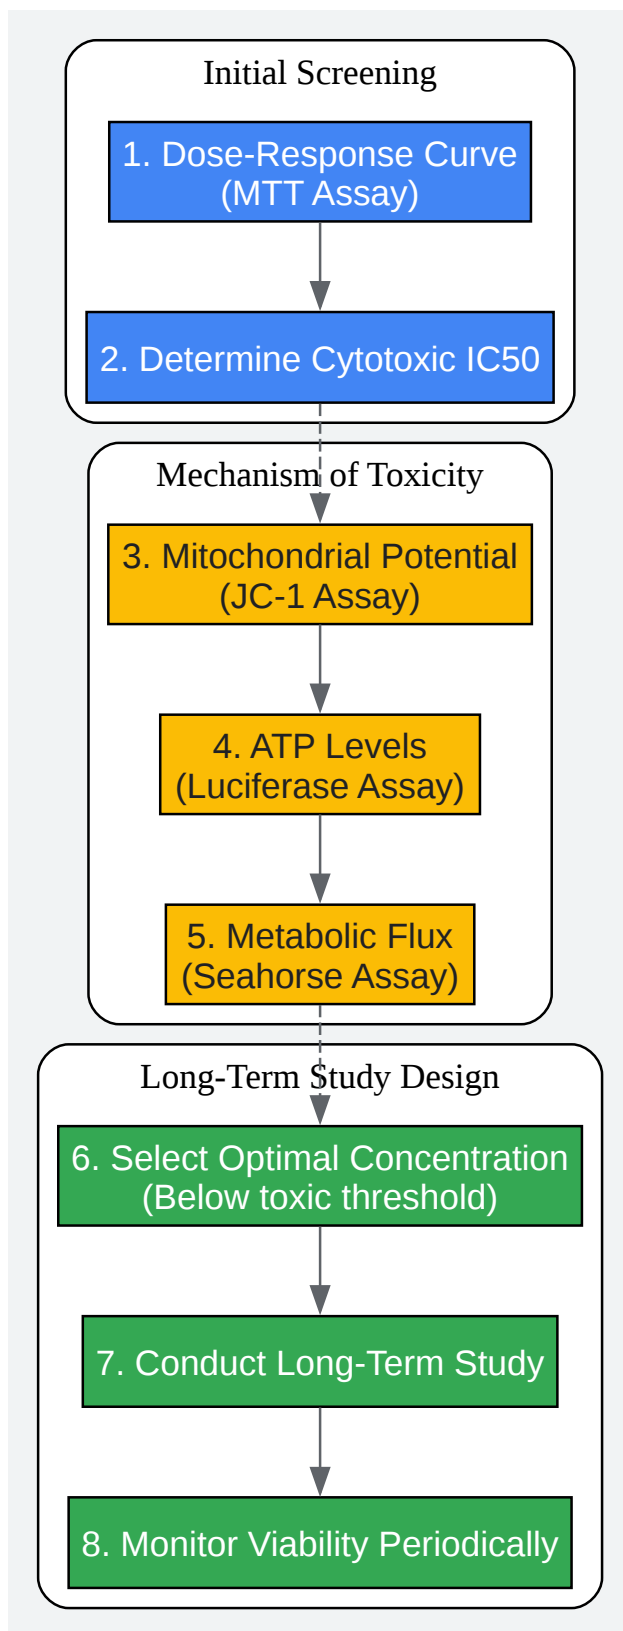 Initial Screening
1. Dose-Response Curve
(MTT Assay)
2. Determine Cytotoxic IC50
Mechanism of Toxicity
3. Mitochondrial Potential
(JC-1 Assay)
4. ATP Levels
(Luciferase Assay)
5. Metabolic Flux
(Seahorse Assay)
Long-Term Study Design
6. Select Optimal Concentration
(Below toxic threshold)
7. Conduct Long-Term Study
8. Monitor Viability Periodically